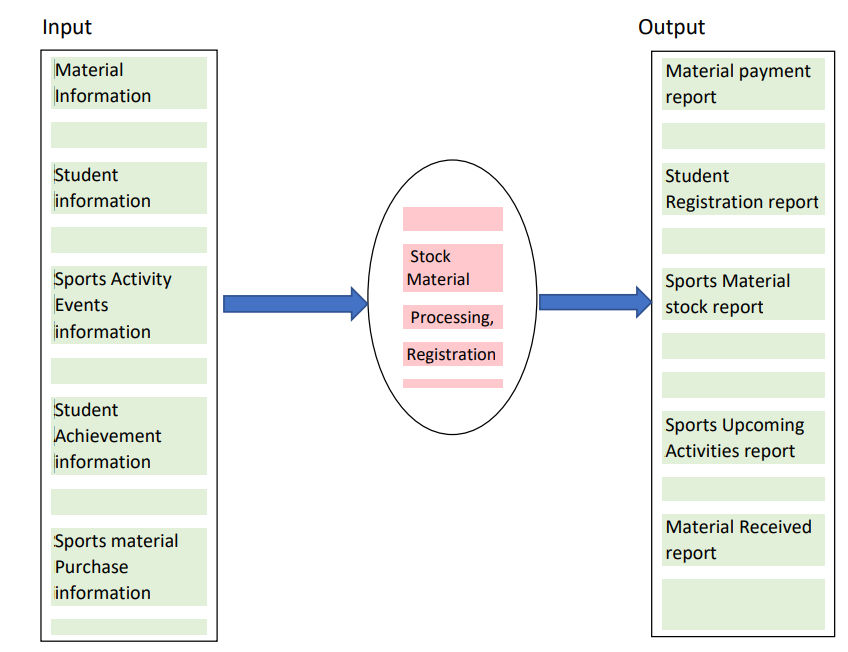 Input
Material
Information
Student
information
Sports Activity
Events
information
Student
Achievement
information
Sports material
Purchase
information
Stock
Material
Processing,
Registration
Output
Material payment
report
Student
Registration report
Sports Material
stock report
Sports Upcoming
Activities report
Material Received
report